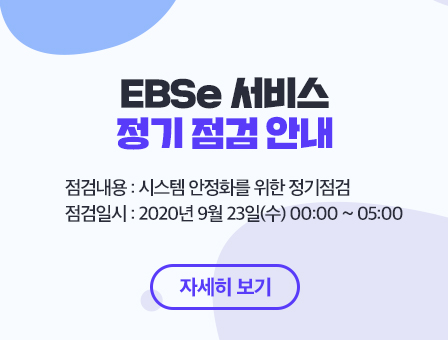 EBSe 서비스
정기 점검 안내
점검내용 : 시스템 안정화를 위한 정기점검
점검일시 : 2020년 9월 23일(수) 00:00 ~ 05:00
자세히 보기